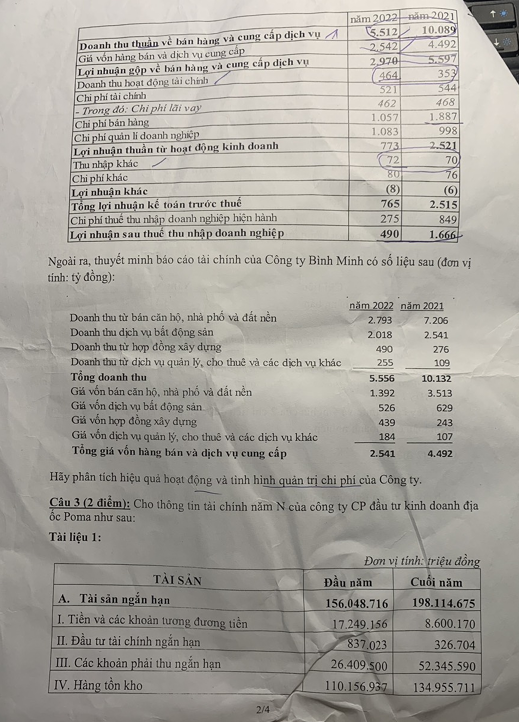 năm 2022 năm 2021
Doanh thu thuần về bán hàng và cung cấp dịch vụ 5.512 10.089
Giá vốn hàng bán và dịch vụ cung cấp 2.542 4.492
Lợi nhuận gộp về bán hàng và cung cấp dịch vụ 2.970 5.597
Doanh thu hoạt động tài chính 464 353
Chi phí tài chính 521 544
- Trong đó: Chi phí lãi vay 462 468
Chi phí bán hàng 1.057 1.887
Chi phí quản lí doanh nghiệp 1.083 998
Lợi nhuận thuần từ hoạt động kinh doanh 773 2.521
Thu nhập khác 72 70
Chi phí khác 80 76
Lợi nhuận khác (8) (6)
Tổng lợi nhuận kế toán trước thuế 765 2.515
Chi phí thuế thu nhập doanh nghiệp hiện hành 275 849
Lợi nhuận sau thuế thu nhập doanh nghiệp 490 1.666
Ngoài ra, thuyết minh báo cáo tài chính của Công ty Bình Minh có số liệu sau (đơn vị
tính: tỷ đồng):
năm 2022 năm 2021
Doanh thu từ bán căn hộ, nhà phố và đất nền 2.793 7.206
Doanh thu dịch vụ bất động sản 2.018 2.541
Doanh thu từ hợp đồng xây dựng 490 276
Doanh thu từ dịch vụ quản lý, cho thuê và các dịch vụ khác 255 109
Tổng doanh thu 5.556 10.132
Giá vốn bán căn hộ, nhà phố và đất nền 1.392 3.513
Giá vốn dịch vụ bất động sản 526 629
Giá vốn hợp đồng xây dựng 439 243
Giá vốn dịch vụ quản lý, cho thuê và các dịch vụ khác 184 107
Tổng giá vốn hàng bán và dịch vụ cung cấp 2.541 4.492
Hãy phân tích hiệu quả hoạt động và tình hình quản trị chi phí của Công ty.
Câu 3 (2 điểm): Cho thông tin tài chính năm N của công ty CP đầu tư kinh doanh địa
ốc Poma như sau:
Tài liệu 1:
Đơn vị tính: triệu đồng
TÀI SẢN Đầu năm Cuối năm
A. Tài sản ngắn hạn 156.048.716 198.114.675
I. Tiền và các khoản tương đương tiền 17.249.156 8.600.170
II. Đầu tư tài chính ngắn hạn 837.023 326.704
III. Các khoản phải thu ngắn hạn 26.409.500 52.345.590
IV. Hàng tồn kho 110.156.937 134.955.711
2/4